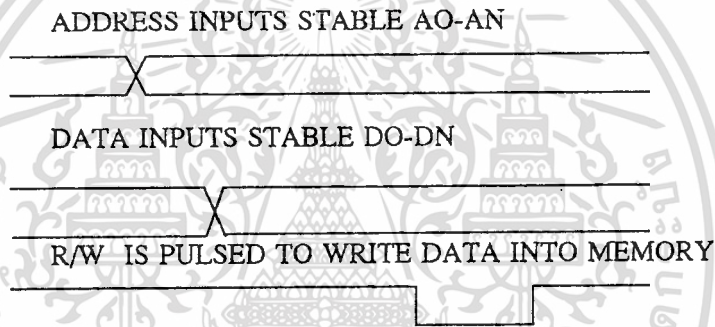 ADDRESS INPUTS STABLE AO-AN
DATA INPUTS STABLE DO-DN
R/W IS PULSED TO WRITE DATA INTO MEMORY